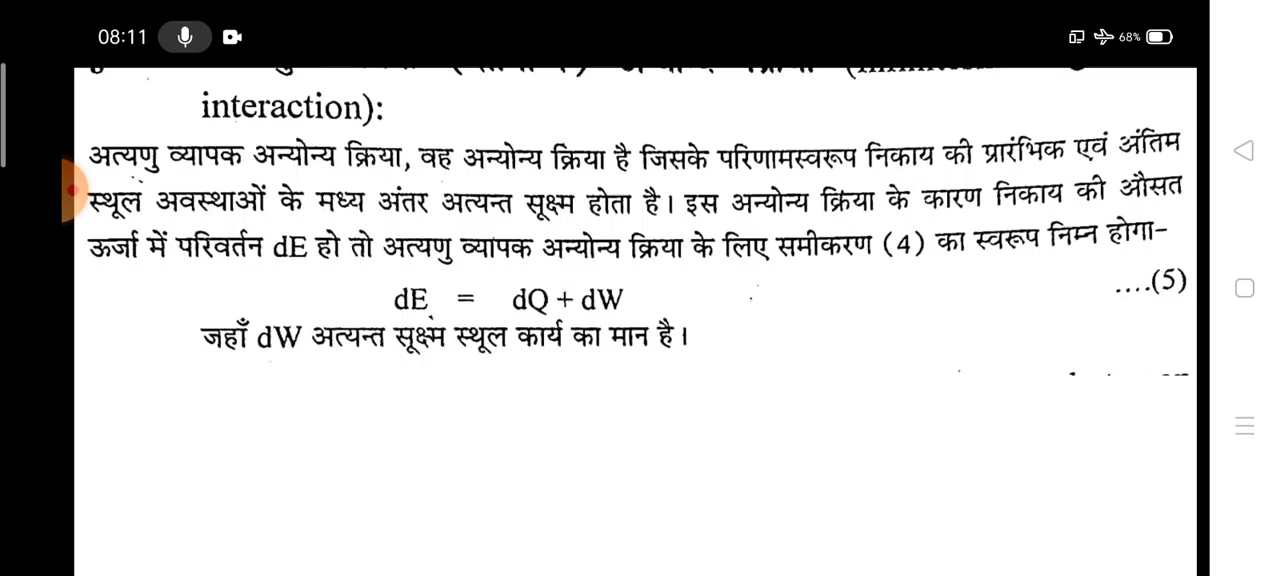 08:11
68%
interaction):
अत्यणु व्यापक अन्योन्य क्रिया, वह अन्योन्य क्रिया है जिसके परिणामस्वरूप निकाय की प्रारंभिक एवं अंतिम
स्थूल अवस्थाओं के मध्य अंतर अत्यन्त सूक्ष्म होता है। इस अन्योन्य क्रिया के कारण निकाय की औसत
ऊर्जा में परिवर्तन dE हो तो अत्यणु व्यापक अन्योन्य क्रिया के लिए समीकरण (4) का स्वरूप निम्न होगा–
dE = dQ + dW ....(5)
जहाँ dW अत्यन्त सूक्ष्म स्थूल कार्य का मान है।